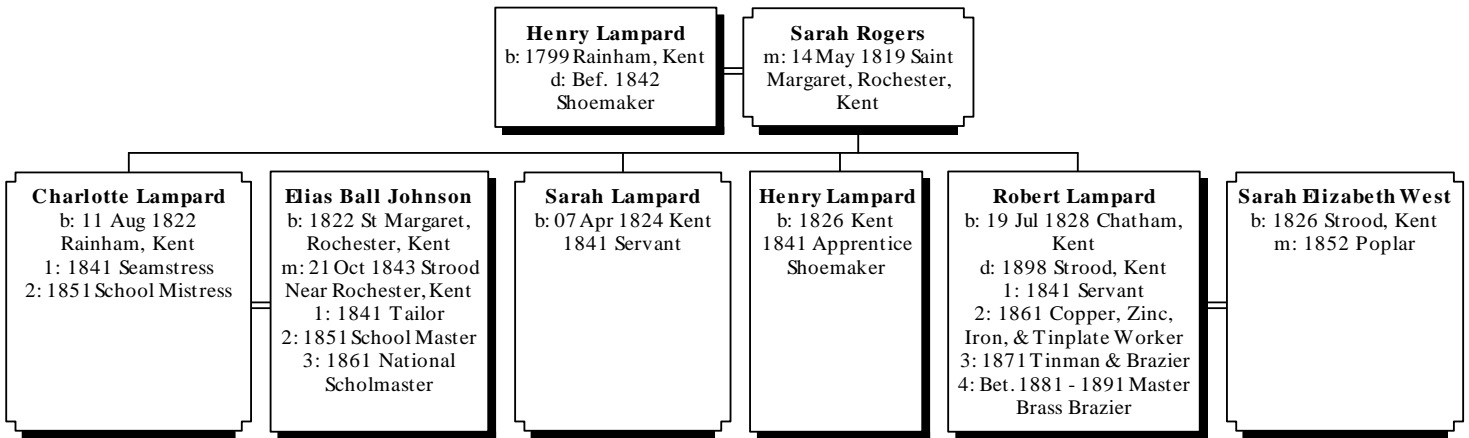 Henry Lampard
b: 1799 Rainham, Kent
d: Bef. 1842
Shoemaker
Sarah Rogers
m: 14 May 1819 Saint
Margaret, Rochester,
Kent
Charlotte Lampard
b: 11 Aug 1822
Rainham, Kent
1: 1841 Seamstress
2: 1851 School Mistress
Elias Ball Johnson
b: 1822 St Margaret,
Rochester, Kent
m: 21 Oct 1843 Strood
Near Rochester, Kent
1: 1841 Tailor
2: 1851 School Master
3: 1861 National
Scholmaster
Sarah Lampard
b: 07 Apr 1824 Kent
1841 Servant
Henry Lampard
b: 1826 Kent
1841 Apprentice
Shoemaker
Robert Lampard
b: 19 Jul 1828 Chatham,
Kent
d: 1898 Strood, Kent
1: 1841 Servant
2: 1861 Copper, Zinc,
Iron, & Tinplate Worker
3: 1871 Tinman & Brazier
4: Bet. 1881 - 1891 Master
Brass Brazier
Sarah Elizabeth West
b: 1826 Strood, Kent
m: 1852 Poplar